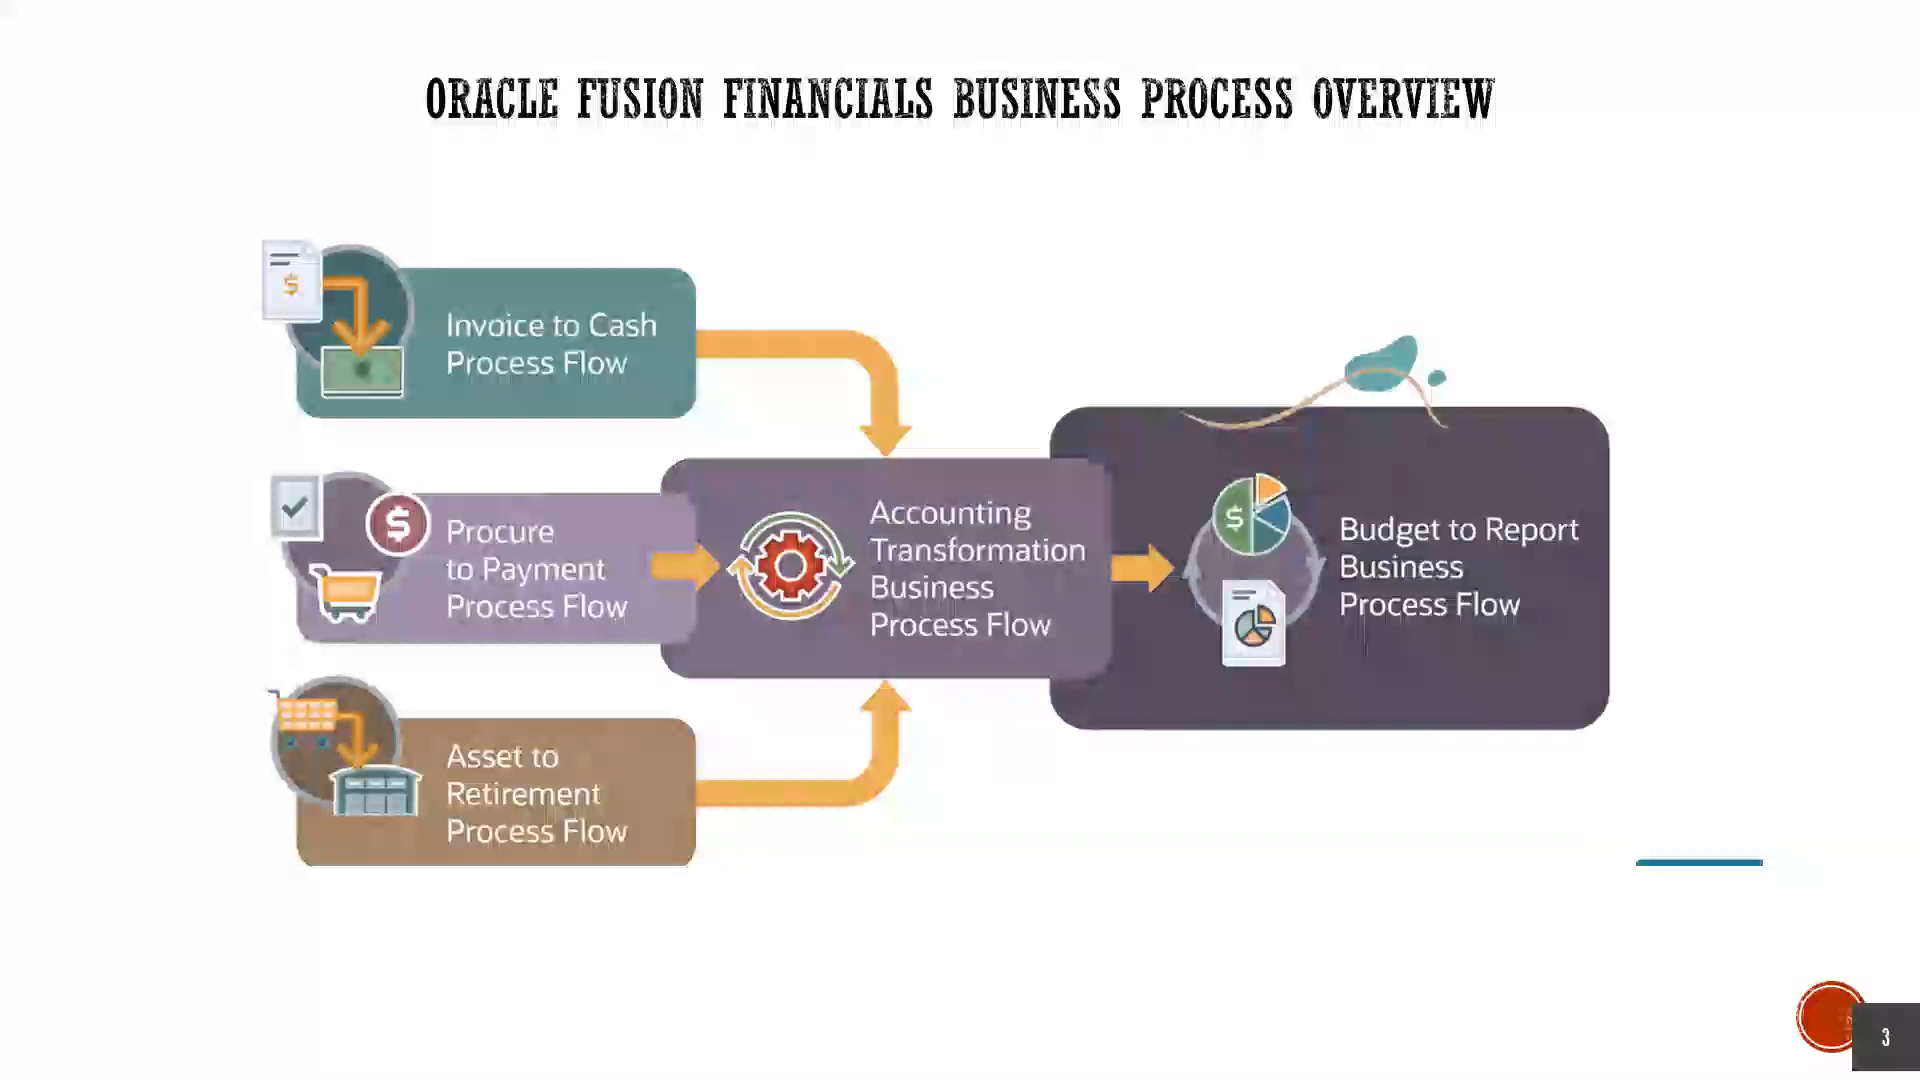 ORACLE FUSION FINANCIALS BUSINESS PROCESS OVERVIEW
$
Invoice to Cash
Process Flow
$
Procure
to Payment
Process Flow
Accounting
Transformation
Business
Process Flow
$
Budget to Report
Business
Process Flow
Asset to
Retirement
Process Flow
3